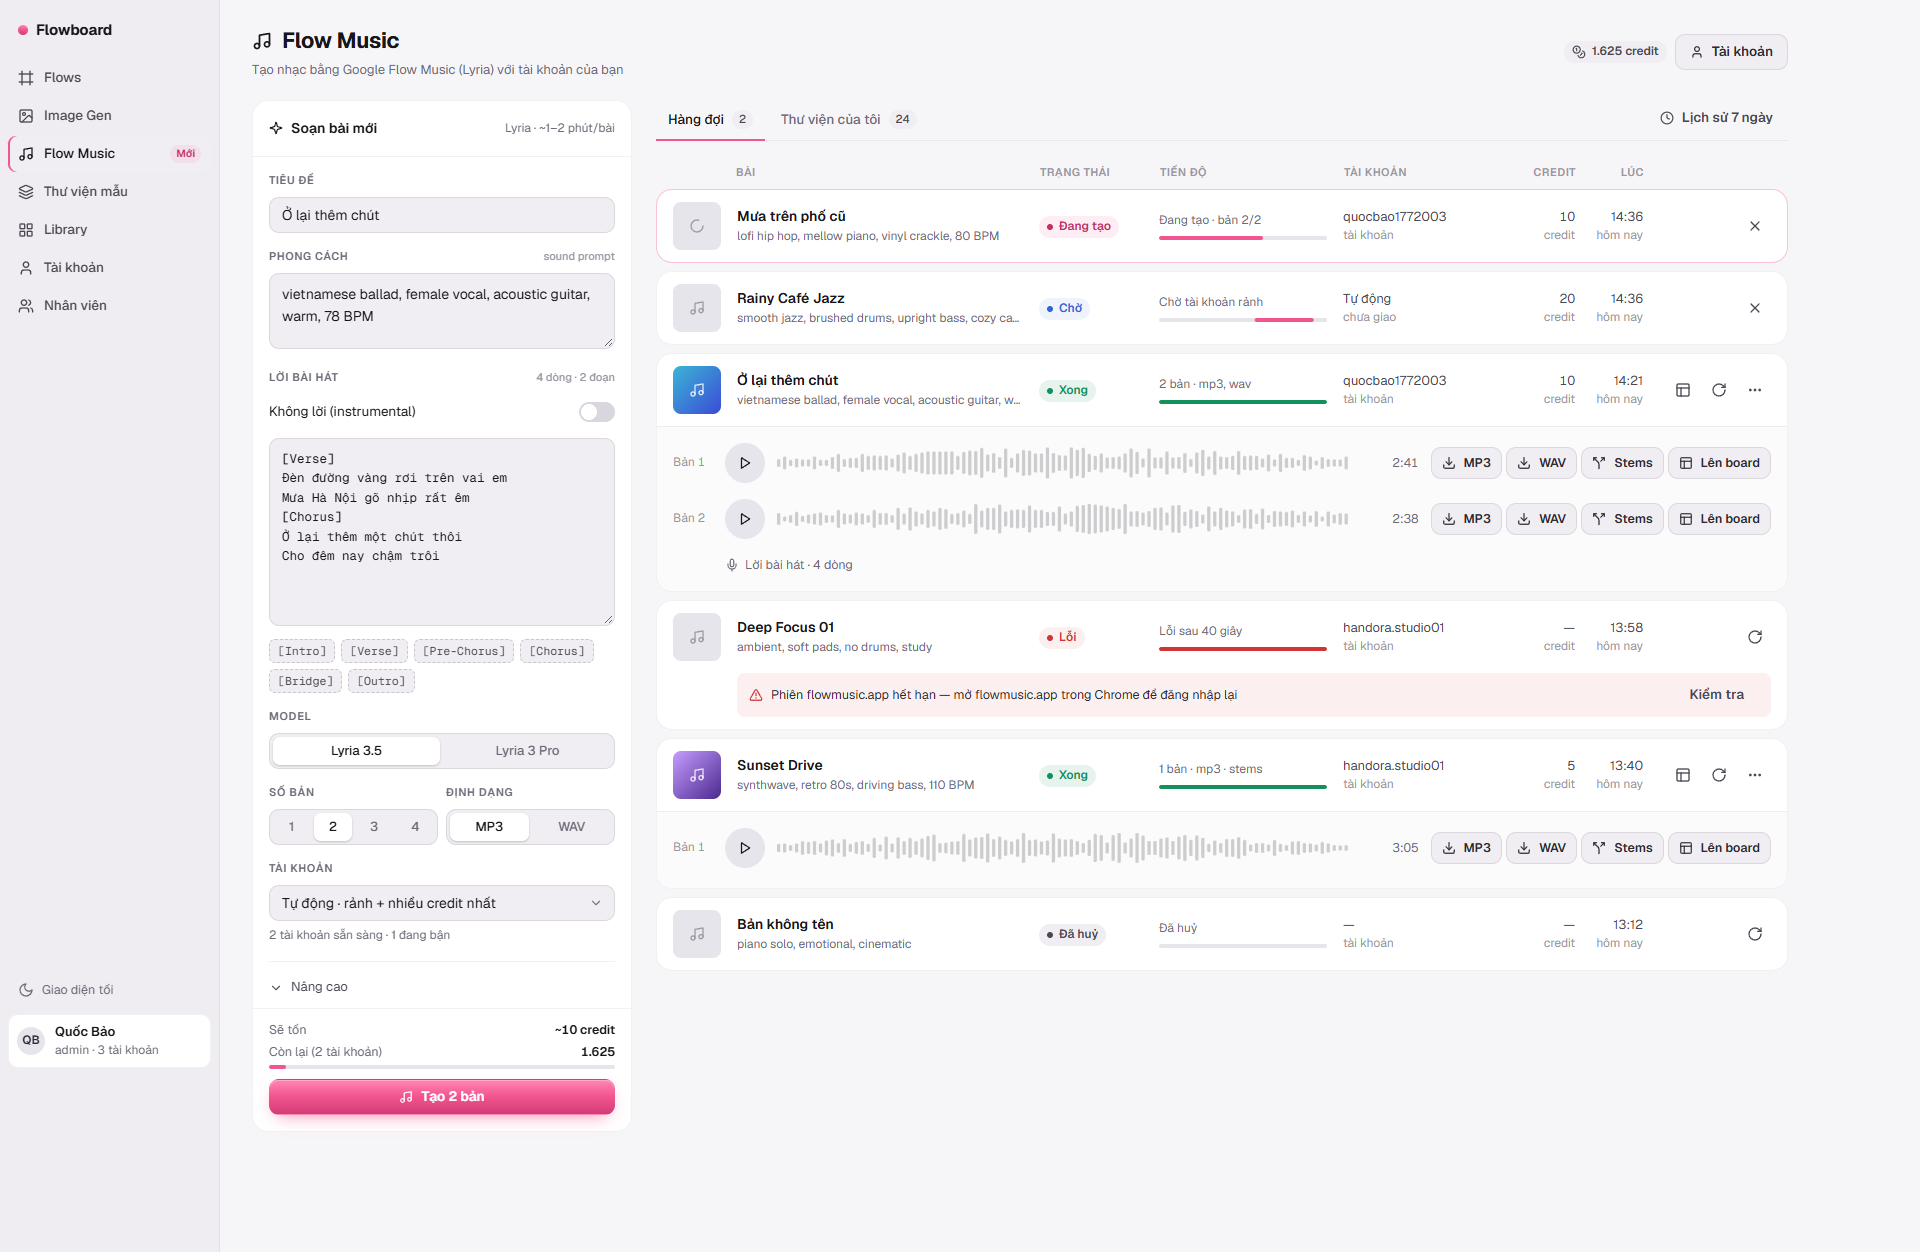 Flowboard
Flows
Image Gen
Flow Music
Mới
Thư viện mẫu
Library
Tài khoản
Nhân viên
Giao diện tối
QB
Quốc Bảo
admin · 3 tài khoản
Flow Music
Tạo nhạc bằng Google Flow Music (Lyria) với tài khoản của bạn
1.625 credit
Tài khoản
Soạn bài mới
Lyria · ~1–2 phút/bài
TIÊU ĐỀ
Ở lại thêm chút
PHONG CÁCH
sound prompt
vietnamese ballad, female vocal, acoustic guitar,
warm, 78 BPM
LỜI BÀI HÁT
4 dòng · 2 đoạn
Không lời (instrumental)
[Verse]
Đèn đường vàng rơi trên vai em
Mưa Hà Nội gõ nhịp rất êm
[Chorus]
Ở lại thêm một chút thôi
Cho đêm nay chậm trôi
[Intro] [Verse] [Pre-Chorus] [Chorus]
[Bridge] [Outro]
MODEL
Lyria 3.5
Lyria 3 Pro
SỐ BẢN
1 2 3 4
ĐỊNH DẠNG
MP3 WAV
TÀI KHOẢN
Tự động · rảnh + nhiều credit nhất
2 tài khoản sẵn sàng · 1 đang bận
Nâng cao
Sẽ tốn
~10 credit
Còn lại (2 tài khoản)
1.625
Tạo 2 bản
Hàng đợi 2
Thư viện của tôi 24
Lịch sử 7 ngày
BÀI
TRẠNG THÁI
TIẾN ĐỘ
TÀI KHOẢN
CREDIT
LÚC
Mưa trên phố cũ
lofi hip hop, mellow piano, vinyl crackle, 80 BPM
Đang tạo
Đang tạo · bản 2/2
quocbao1772003
tài khoản
10
credit
14:36
hôm nay
Rainy Café Jazz
smooth jazz, brushed drums, upright bass, cozy ca...
Chờ
Chờ tài khoản rảnh
Tự động
chưa giao
20
credit
14:36
hôm nay
Ở lại thêm chút
vietnamese ballad, female vocal, acoustic guitar, w...
Xong
2 bản · mp3, wav
quocbao1772003
tài khoản
10
credit
14:21
hôm nay
Bản 1
2:41
MP3
WAV
Stems
Lên board
Bản 2
2:38
MP3
WAV
Stems
Lên board
Lời bài hát · 4 dòng
Deep Focus 01
ambient, soft pads, no drums, study
Lỗi
Lỗi sau 40 giây
handora.studio01
tài khoản
—
credit
13:58
hôm nay
Phiên flowmusic.app hết hạn — mở flowmusic.app trong Chrome để đăng nhập lại
Kiểm tra
Sunset Drive
synthwave, retro 80s, driving bass, 110 BPM
Xong
1 bản · mp3 · stems
handora.studio01
tài khoản
5
credit
13:40
hôm nay
Bản 1
3:05
MP3
WAV
Stems
Lên board
Bản không tên
piano solo, emotional, cinematic
Đã huỷ
Đã huỷ
—
tài khoản
—
credit
13:12
hôm nay